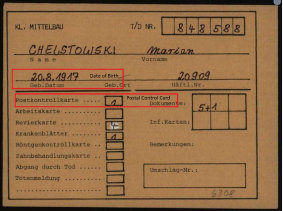 KL. MITTELBAU T/D NR. 848588
CHELSTOWSKI Marian
Name Vorname
20.8.1917 Date of Birth 20909
Geb.Datum Geb.Ort Häftl.Nr.
Postkontrollkarte ..... 1 Postal Control Card Dokumente: 5+1
Arbeitskarte .....
Revierkarte ..... Inf.Karten:
Krankenblätter ..... 1
Röntgenkontrollkarte ... Bemerkungen:
Zahnbehandlungskarte ..
Abgang durch Tod ....
Totenmeldung ..... Umschlag-Nr.:
6308